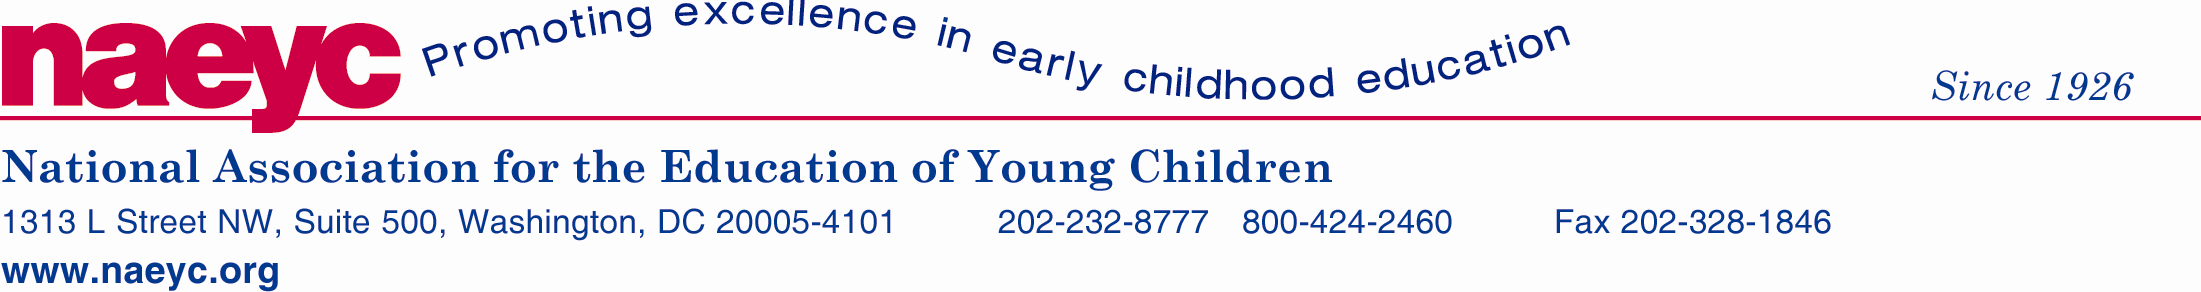 naeyc Promoting excellence in early childhood education
Since 1926
National Association for the Education of Young Children
1313 L Street NW, Suite 500, Washington, DC 20005-4101 202-232-8777 800-424-2460 Fax 202-328-1846
www.naeyc.org